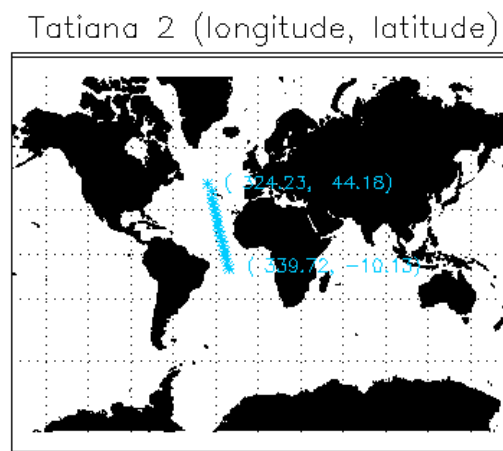 Tatiana 2 (longitude, latitude)
( 324.23, 44.18)
( 339.72, -10.13)